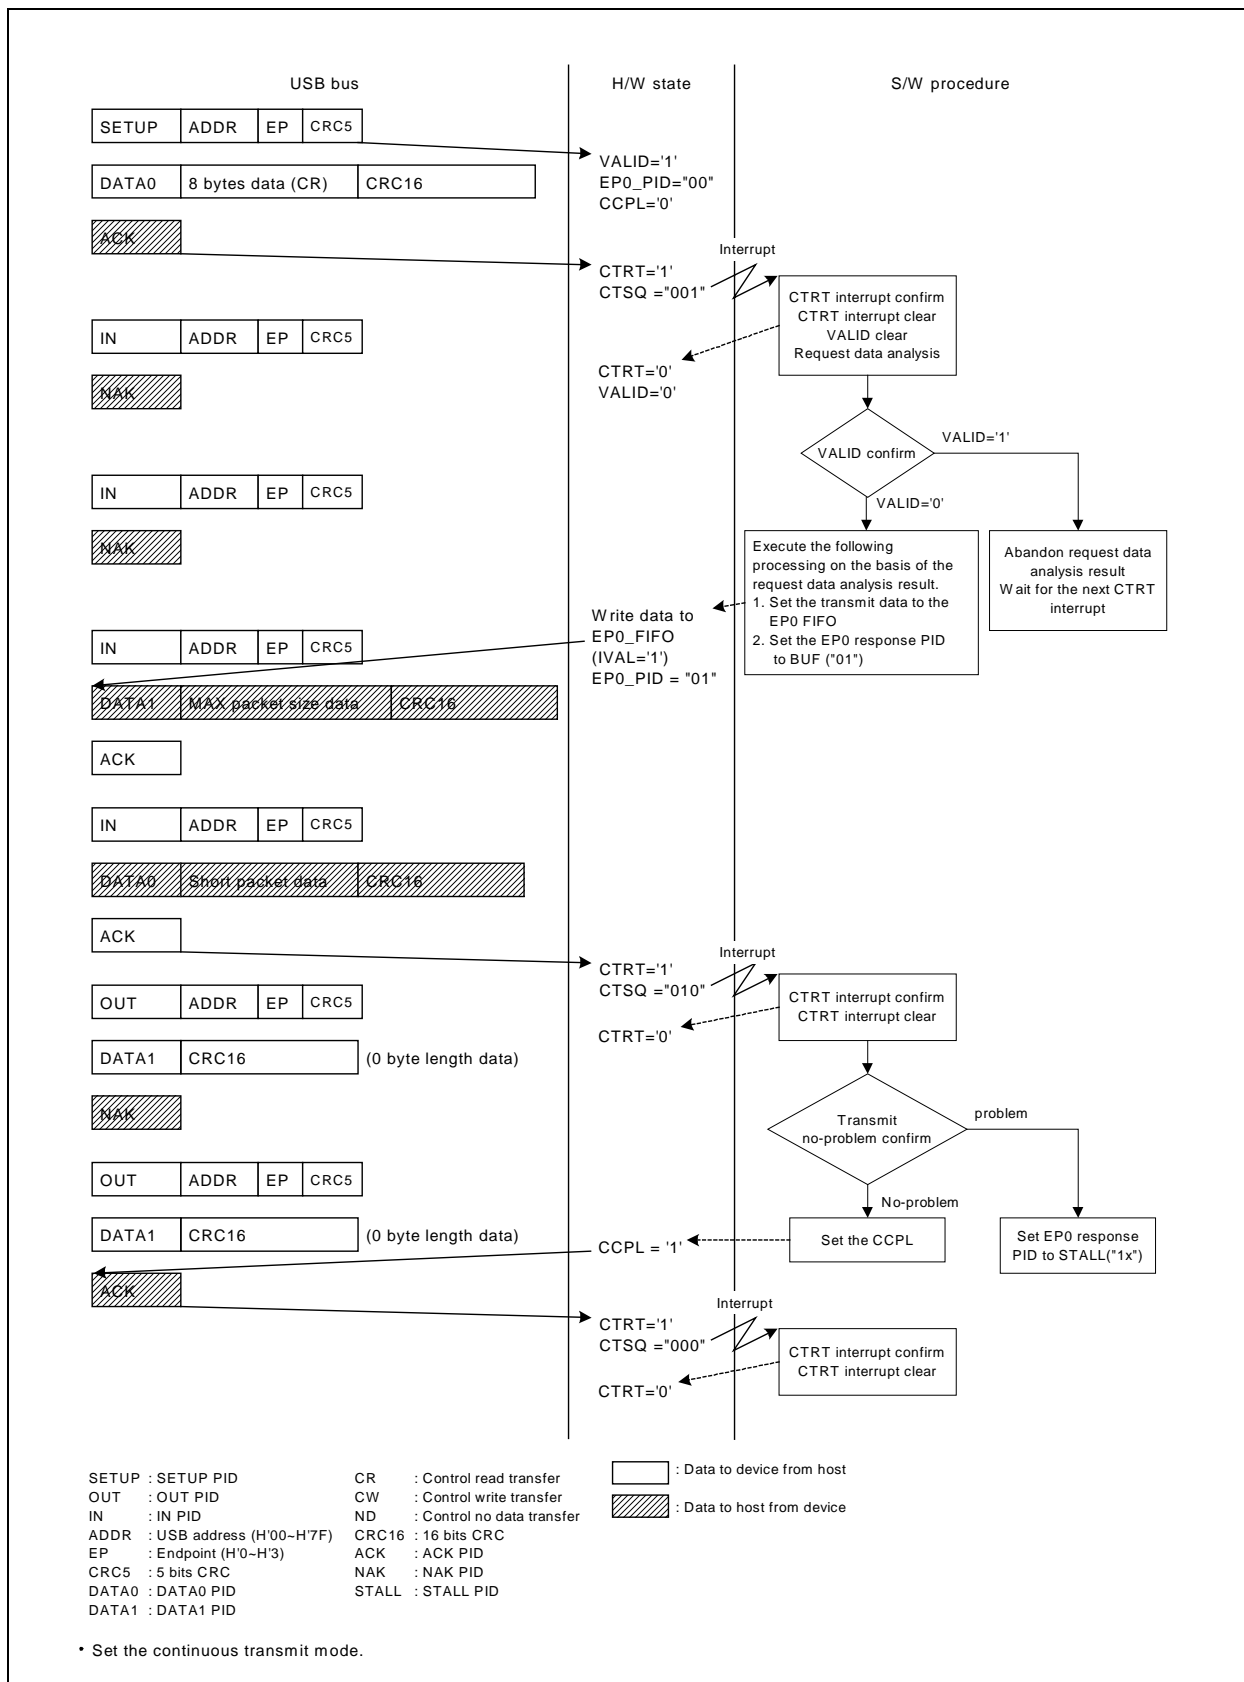 USB bus
H/W state
S/W procedure
SETUP ADDR EP CRC5
VALID='1'
EP0_PID="00"
CCPL='0'
DATA0 8 bytes data (CR) CRC16
ACK
Interrupt
CTRT='1'
CTSQ ="001"
CTRT interrupt confirm
CTRT interrupt clear
VALID clear
Request data analysis
IN ADDR EP CRC5
CTRT='0'
VALID='0'
NAK
VALID confirm
VALID='1'
VALID='0'
IN ADDR EP CRC5
NAK
Execute the following
processing on the basis of the
request data analysis result.
1. Set the transmit data to the
EP0 FIFO
2. Set the EP0 response PID
to BUF ("01")
Abandon request data
analysis result
Wait for the next CTRT
interrupt
Write data to
EP0_FIFO
(IVAL='1')
EP0_PID = "01"
IN ADDR EP CRC5
DATA1 MAX packet size data CRC16
ACK
IN ADDR EP CRC5
DATA0 Short packet data CRC16
ACK
Interrupt
CTRT='1'
CTSQ ="010"
CTRT interrupt confirm
CTRT interrupt clear
OUT ADDR EP CRC5
CTRT='0'
DATA1 CRC16 (0 byte length data)
NAK
Transmit
no-problem confirm
problem
No-problem
OUT ADDR EP CRC5
DATA1 CRC16 (0 byte length data)
CCPL = '1'
Set the CCPL
Set EP0 response
PID to STALL("1x")
ACK
Interrupt
CTRT='1'
CTSQ ="000"
CTRT interrupt confirm
CTRT interrupt clear
CTRT='0'
SETUP : SETUP PID
OUT : OUT PID
IN : IN PID
ADDR : USB address (H'00~H'7F)
EP : Endpoint (H'0~H'3)
CRC5 : 5 bits CRC
DATA0 : DATA0 PID
DATA1 : DATA1 PID
CR : Control read transfer
CW : Control write transfer
ND : Control no data transfer
CRC16 : 16 bits CRC
ACK : ACK PID
NAK : NAK PID
STALL : STALL PID
: Data to device from host
: Data to host from device
• Set the continuous transmit mode.